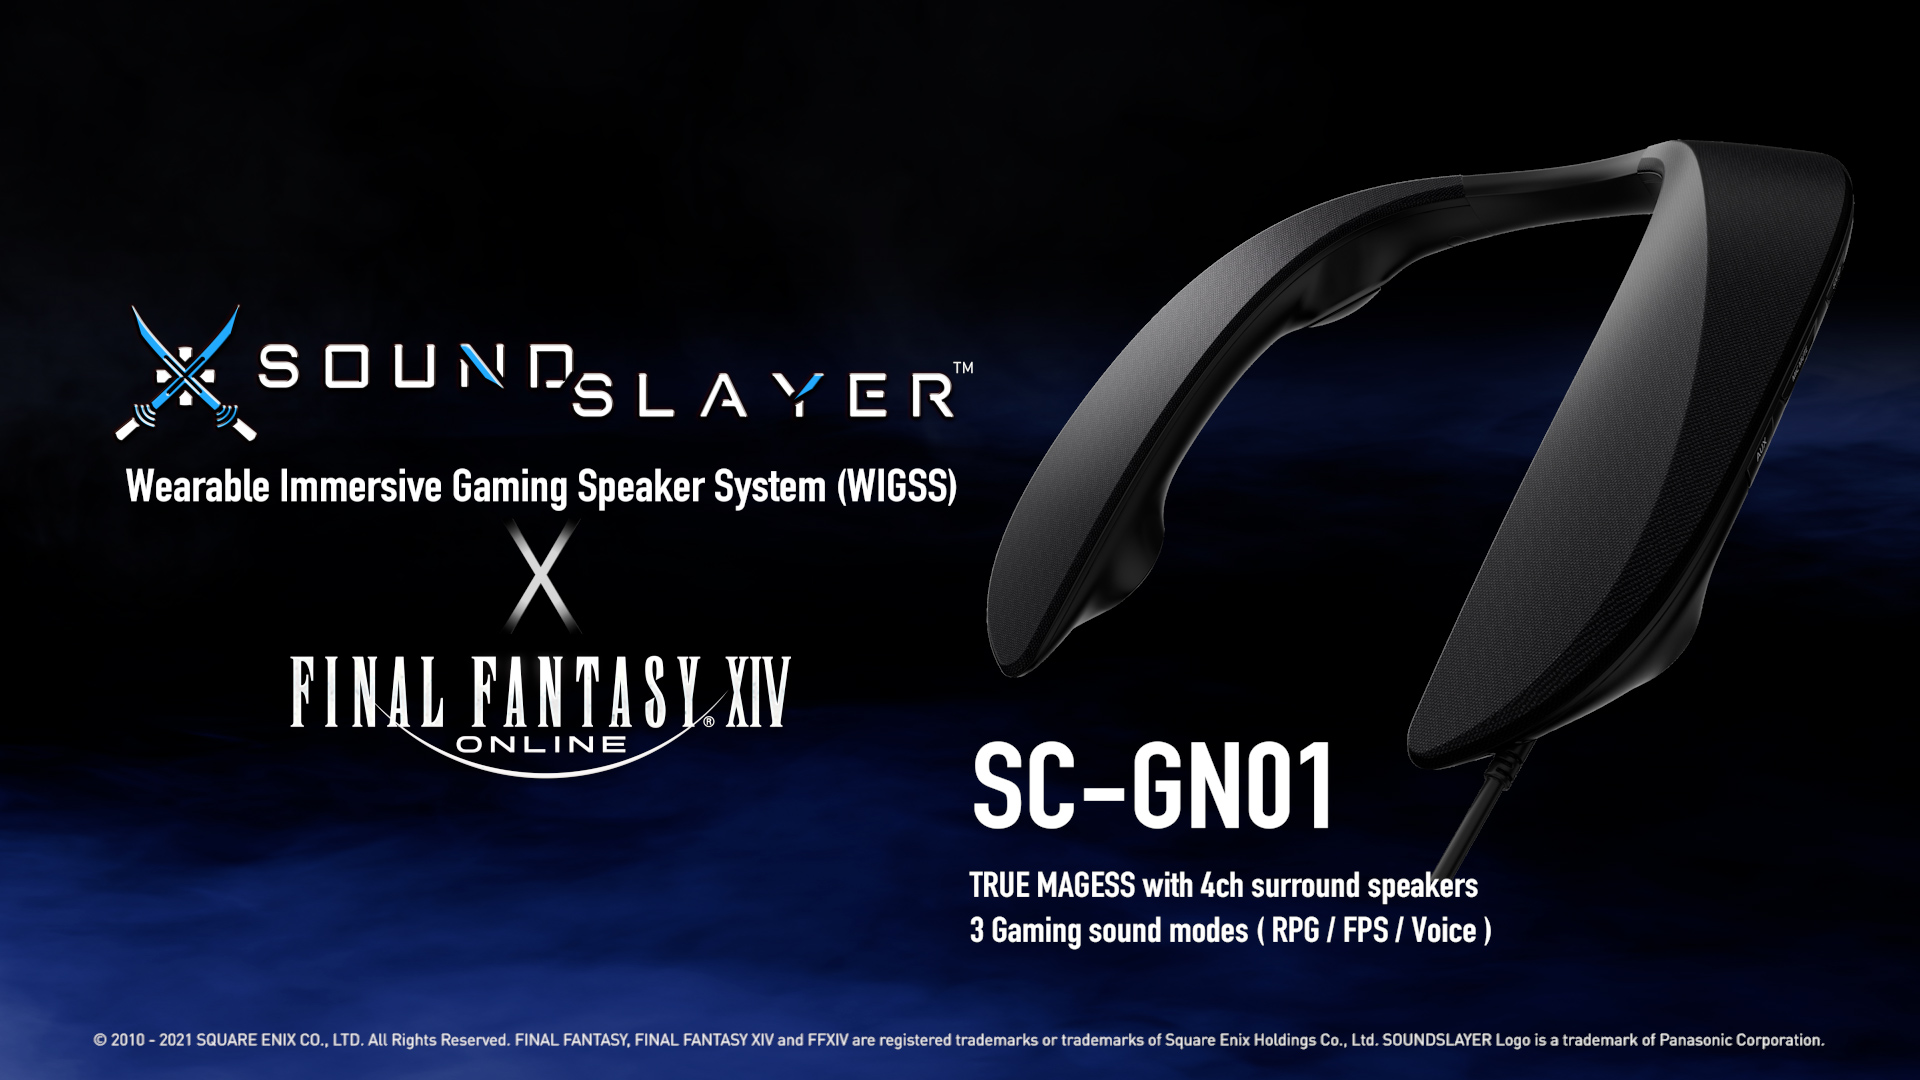 SOUNDSLAYER™
Wearable Immersive Gaming Speaker System (WIGSS)
X
FINAL FANTASY® XIV
ONLINE
AUX
SC-GN01
TRUE MAGESS with 4ch surround speakers
3 Gaming sound modes ( RPG / FPS / Voice )
© 2010 - 2021 SQUARE ENIX CO., LTD. All Rights Reserved. FINAL FANTASY, FINAL FANTASY XIV and FFXIV are registered trademarks or trademarks of Square Enix Holdings Co., Ltd. SOUNDSLAYER Logo is a trademark of Panasonic Corporation.